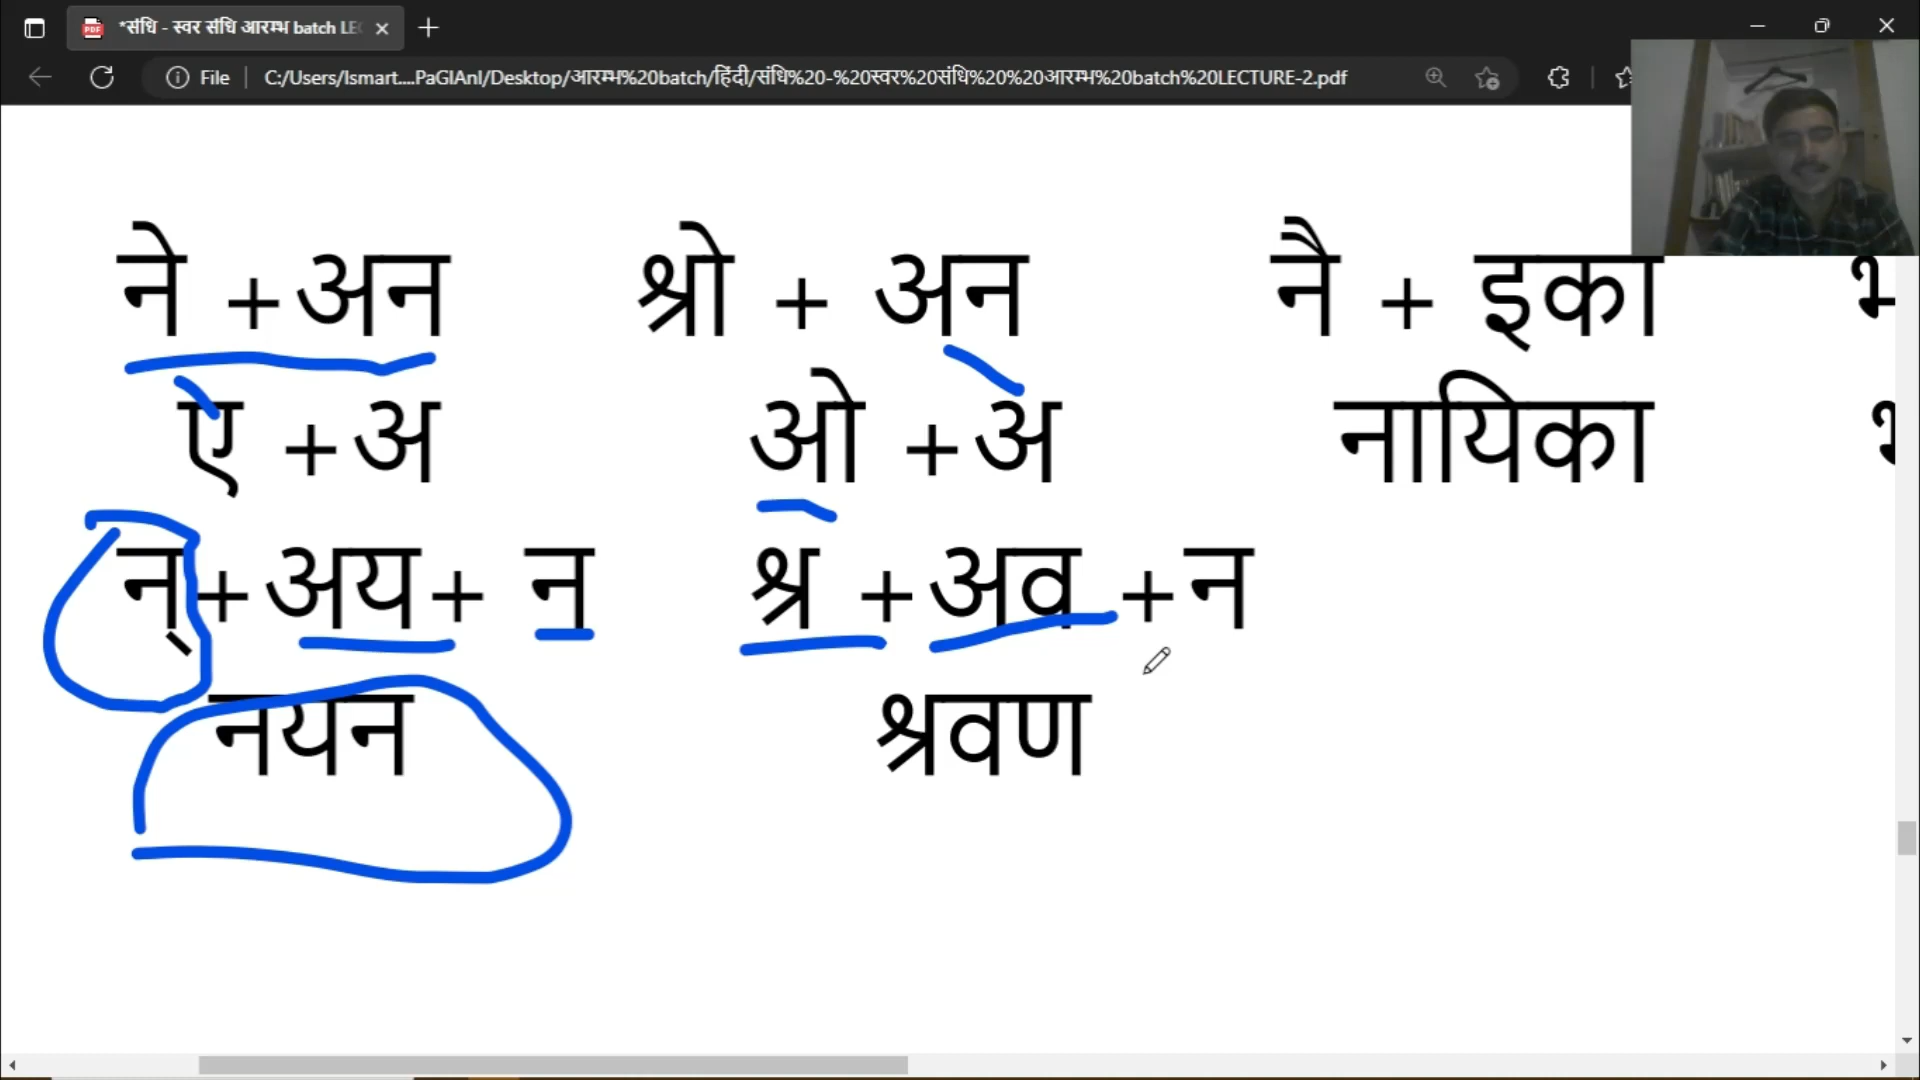 *संधि - स्वर संधि आरम्भ batch LE
File C:/Users/Ismart....PaGlAnl/Desktop/आरम्भ%20batch/हिंदी/संधि%20-%20स्वर%20संधि%20%20आरम्भ%20batch%20LECTURE-2.pdf
ने +अन श्रो + अन नै + इका
ए +अ ओ +अ नायिका
न्+अय+ न श्र +अव +न
नयन श्रवण